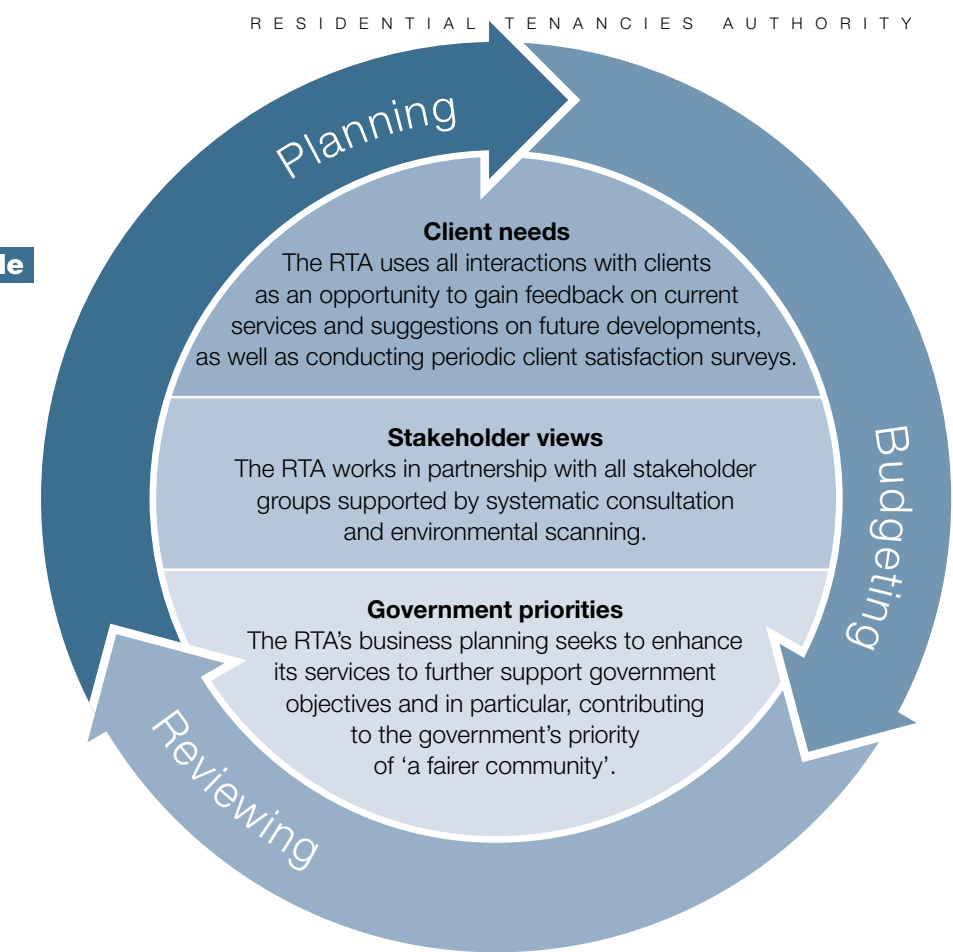 RESIDENTIAL TENANCIES AUTHORITY
Planning
Client needs
The RTA uses all interactions with clients
as an opportunity to gain feedback on current
services and suggestions on future developments,
as well as conducting periodic client satisfaction surveys.
Stakeholder views
The RTA works in partnership with all stakeholder
groups supported by systematic consultation
and environmental scanning.
Budgeting
Government priorities
The RTA’s business planning seeks to enhance
its services to further support government
objectives and in particular, contributing
to the government’s priority
of ‘a fairer community’.
Reviewing